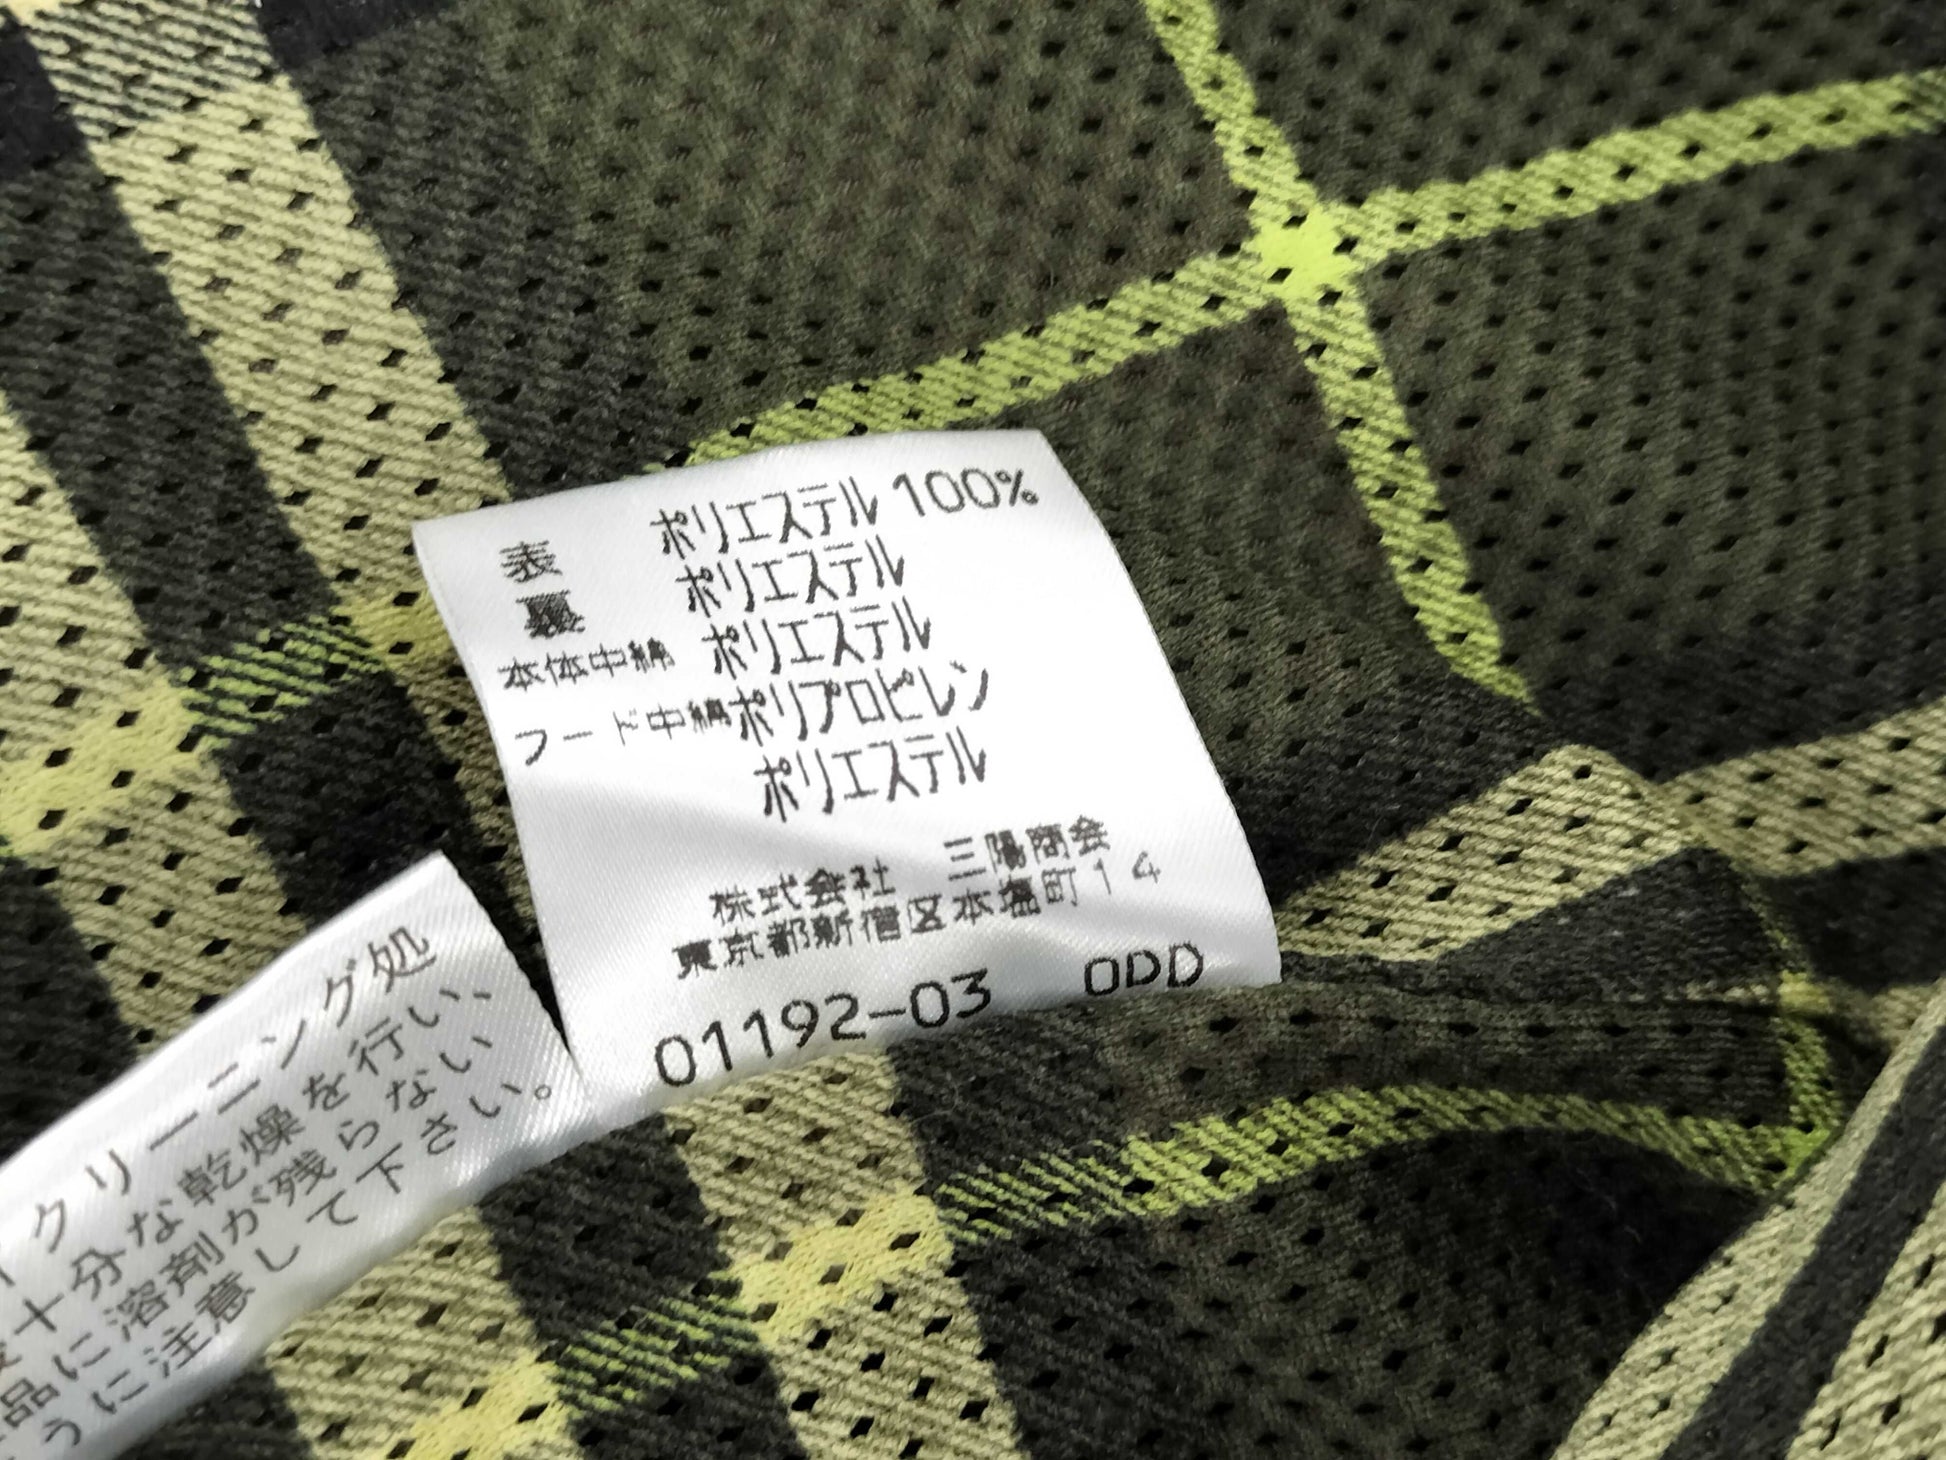 表 ポリエステル 100%
裏 ポリエステル
本体中綿 ポリエステル
フード中綿 ポリプロピレン
ポリエステル
株式会社 三陽商会
東京都新宿区本塩町14
01192-03 0DD
クリーニング処
十分な乾燥を行い、
品に溶剤が残らない
うに注意して下さい。